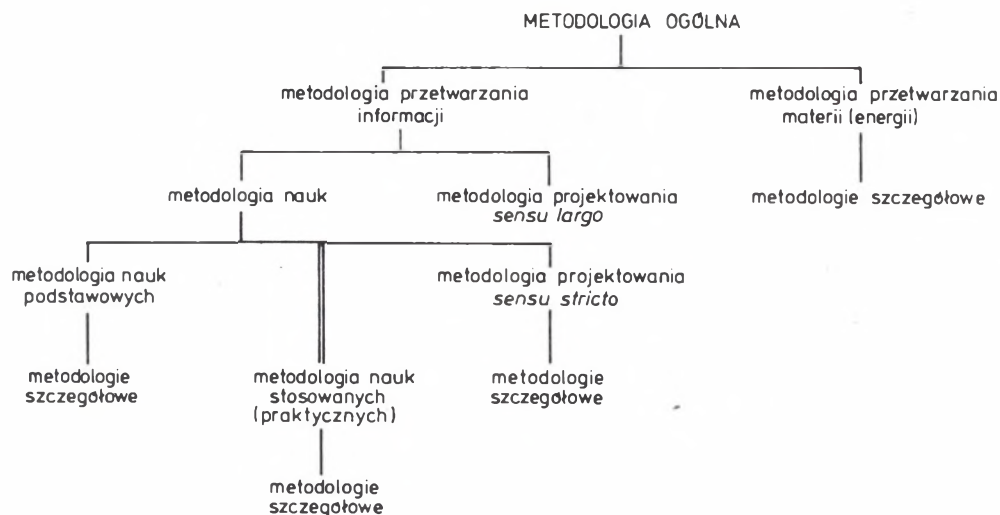 METODOLOGIA OGÓLNA
metodologia przetwarzania
informacji
metodologia przetwarzania
materii (energii)
metodologia nauk
metodologia projektowania
sensu largo
metodologie szczegółowe
metodologia nauk
podstawowych
metodologia projektowania
sensu stricto
metodologie
szczegółowe
metodologia nauk
stosowanych
(praktycznych)
metodologie
szczegółowe
metodologie
szczegółowe